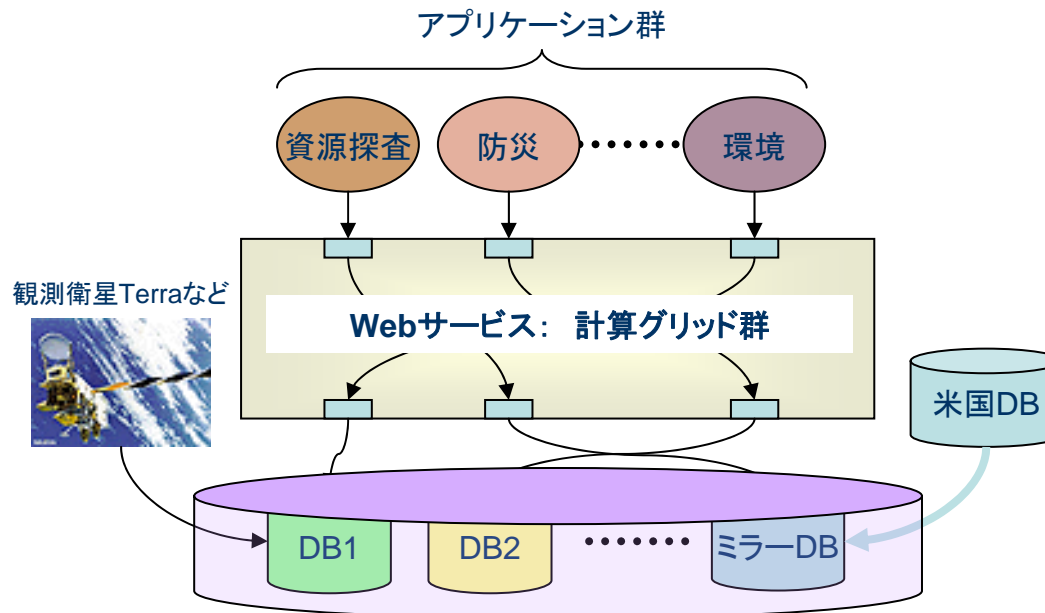 アプリケーション群
資源探査
防災
環境
観測衛星Terraなど
Webサービス： 計算グリッド群
米国DB
DB1
DB2
ミラーDB